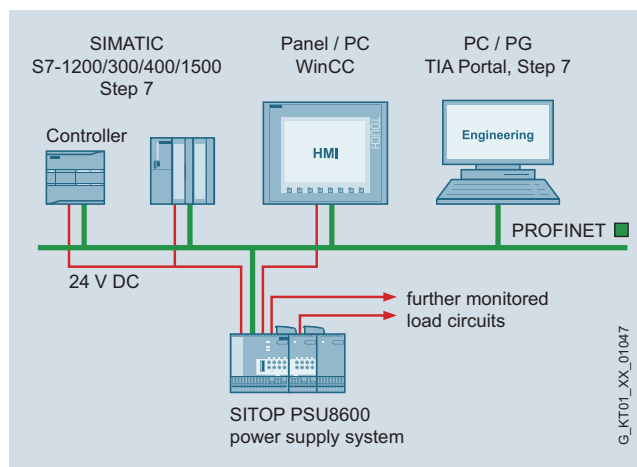 SIMATIC
S7-1200/300/400/1500
Step 7
Panel / PC
WinCC
PC / PG
TIA Portal, Step 7
Controller
TOUCH
HMI
Engineering
PROFINET
24 V DC
further monitored
load circuits
SITOP PSU8600
power supply system
G_KT01_XX_01047